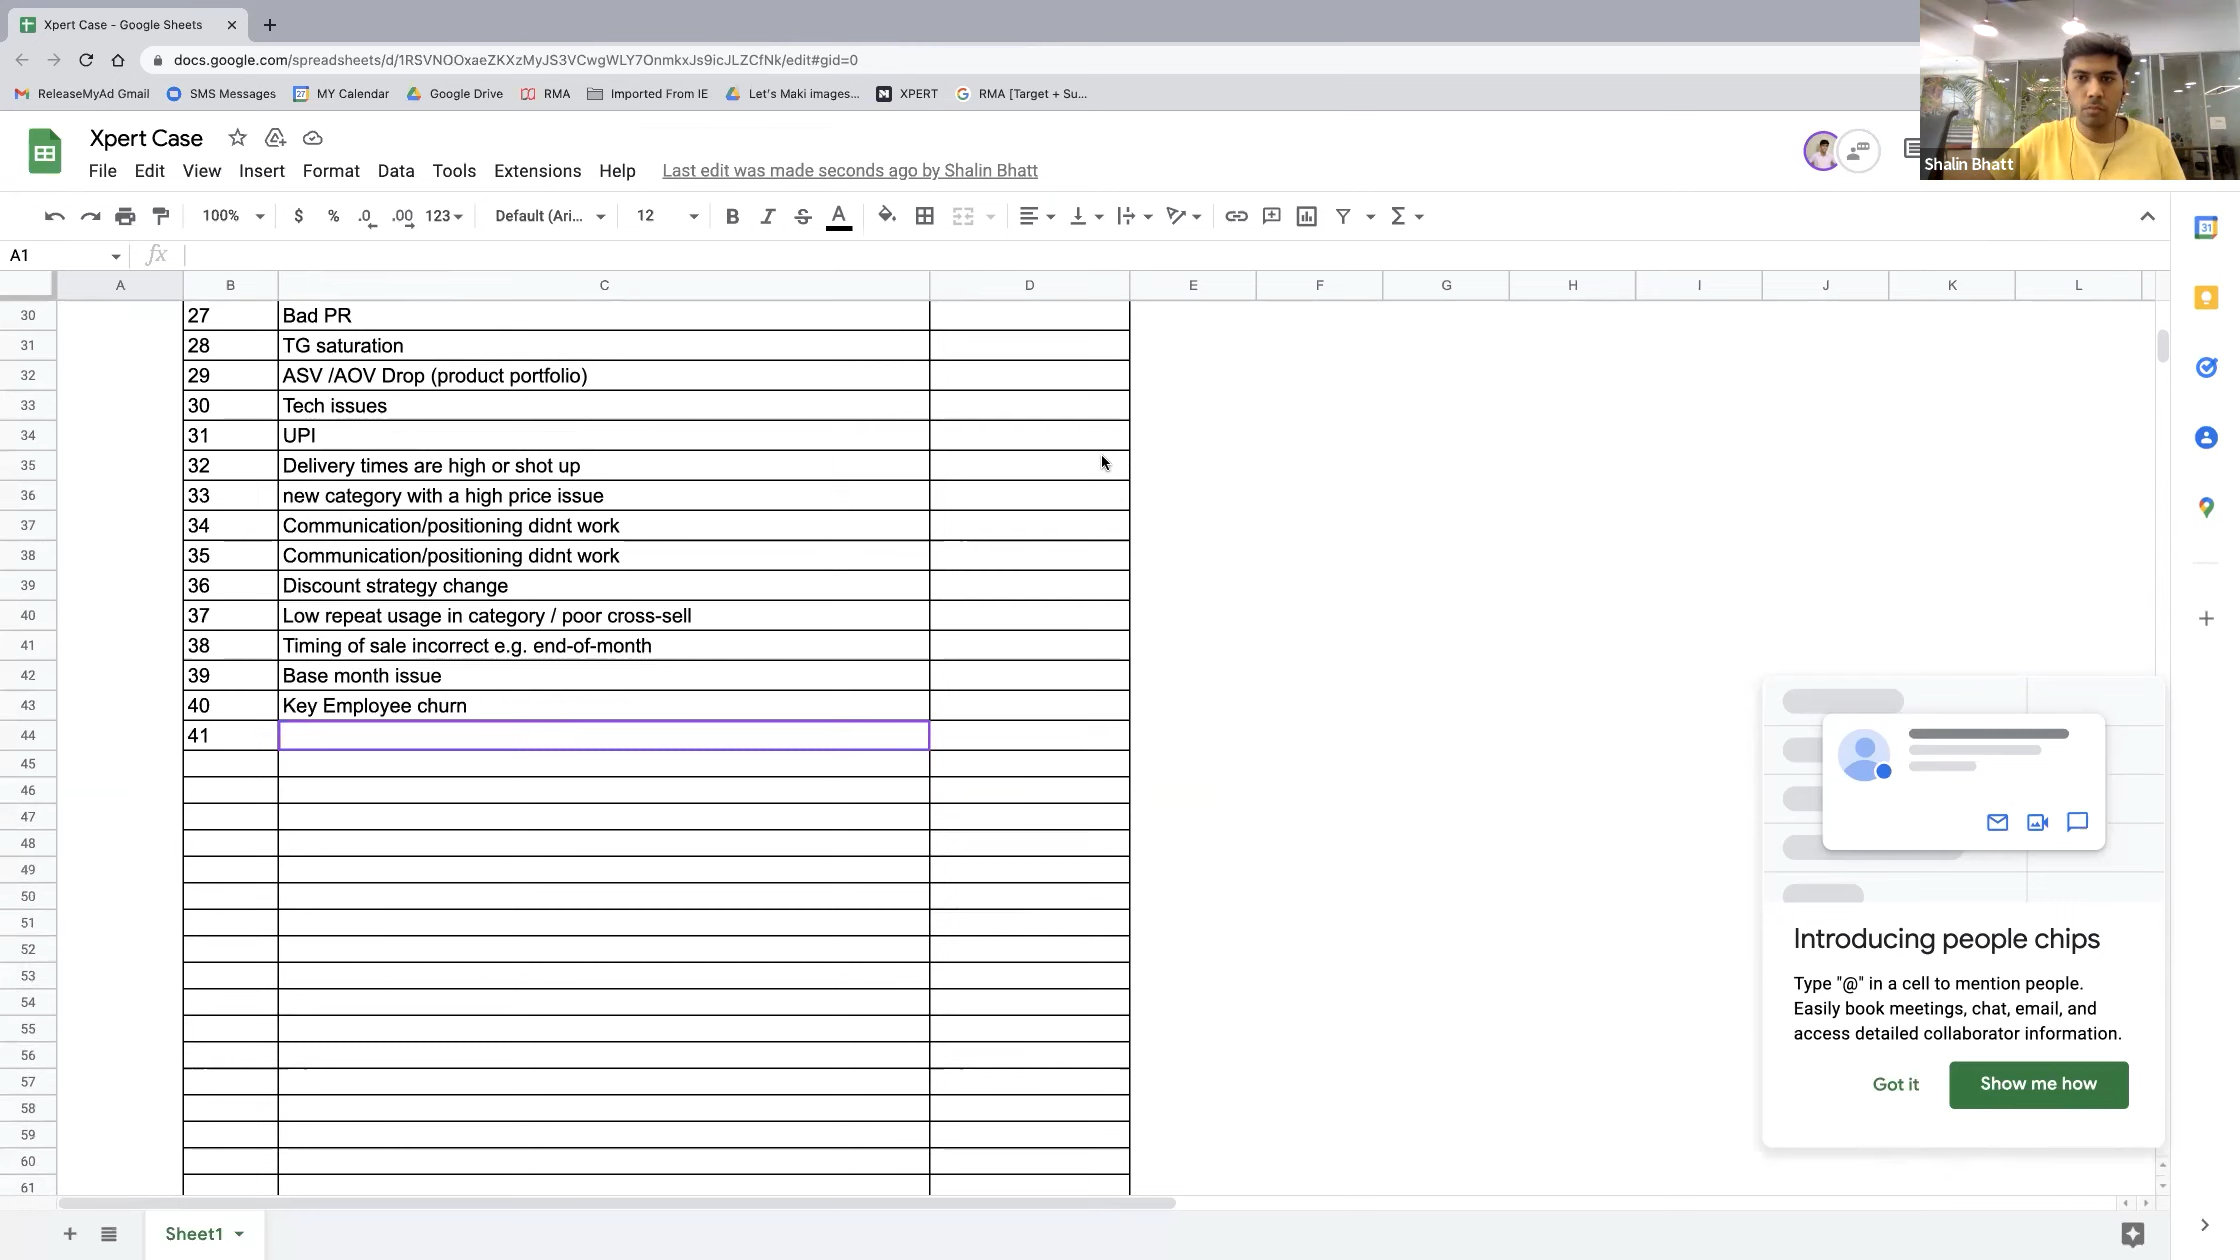 Xpert Case - Google Sheets
docs.google.com/spreadsheets/d/1RSVNOOxaeZKXzMyJS3VCwgWLY7OnmkxJs9icJLZCfNk/edit#gid=0
ReleaseMyAd Gmail SMS Messages 27 MY Calendar Google Drive RMA Imported From IE Let's Maki images... XPERT RMA [Target + Su...
Xpert Case
File Edit View Insert Format Data Tools Extensions Help Last edit was made seconds ago by Shalin Bhatt
Shalin Bhatt
100% $ % .0 .00 123 Default (Ari... 12 B I S A
31
A1 fx
A B C D E F G H I J K L
30 27 Bad PR
31 28 TG saturation
32 29 ASV /AOV Drop (product portfolio)
33 30 Tech issues
34 31 UPI
35 32 Delivery times are high or shot up
36 33 new category with a high price issue
37 34 Communication/positioning didnt work
38 35 Communication/positioning didnt work
39 36 Discount strategy change
40 37 Low repeat usage in category / poor cross-sell
41 38 Timing of sale incorrect e.g. end-of-month
42 39 Base month issue
43 40 Key Employee churn
44 41
45
46
47
48
49
50
51
52
53
54
55
56
57
58
59
60
61
Introducing people chips
Type "@" in a cell to mention people.
Easily book meetings, chat, email, and
access detailed collaborator information.
Got it Show me how
Sheet1